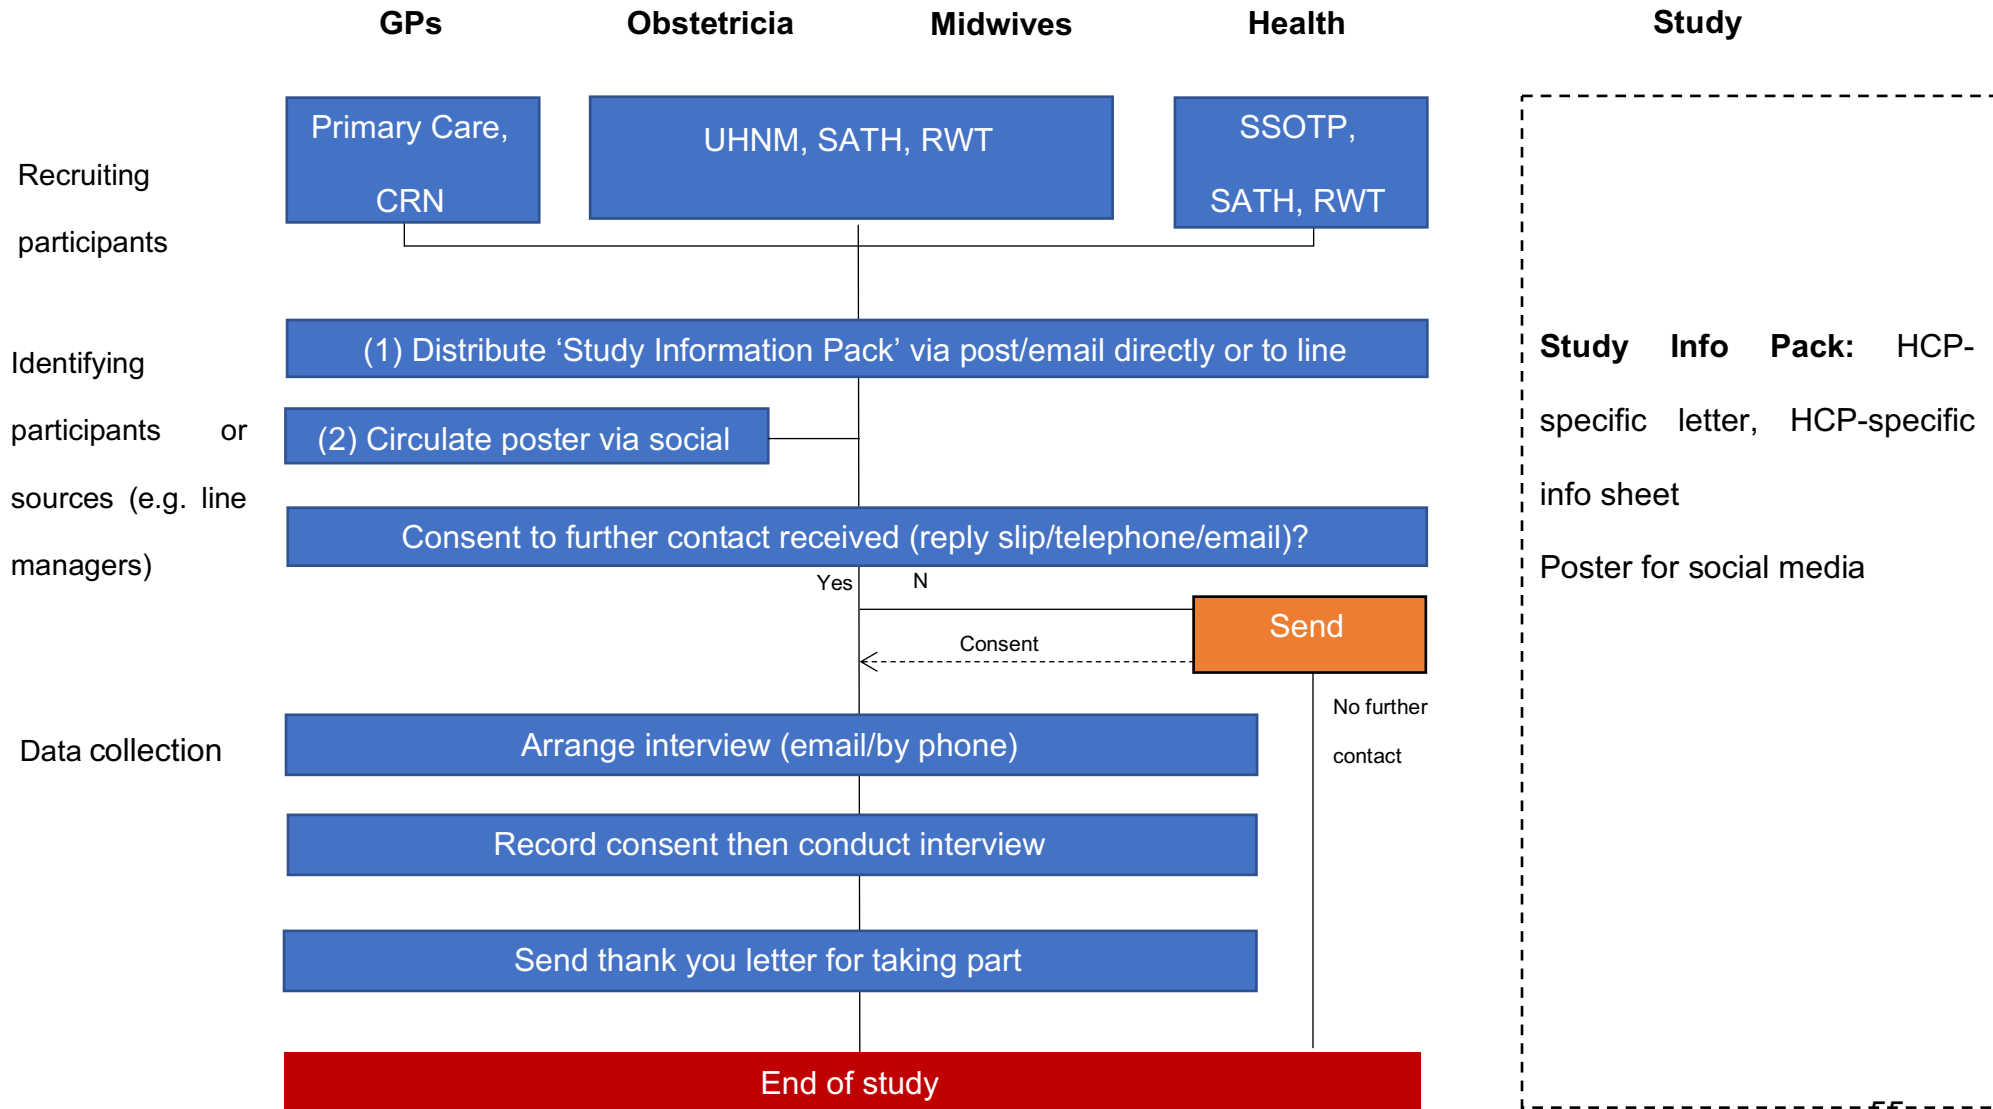 GPs Obstetricia Midwives Health Study
Primary Care,
CRN
UHNM, SATH, RWT
SSOTP,
SATH, RWT
Recruiting
participants
(1) Distribute ‘Study Information Pack’ via post/email directly or to line
(2) Circulate poster via social
Consent to further contact received (reply slip/telephone/email)?
Identifying
participants or
sources (e.g. line
managers)
Yes N
Send
Consent
No further
contact
Data collection
Arrange interview (email/by phone)
Record consent then conduct interview
Send thank you letter for taking part
End of study
Study Info Pack: HCP-
specific letter, HCP-specific
info sheet
Poster for social media